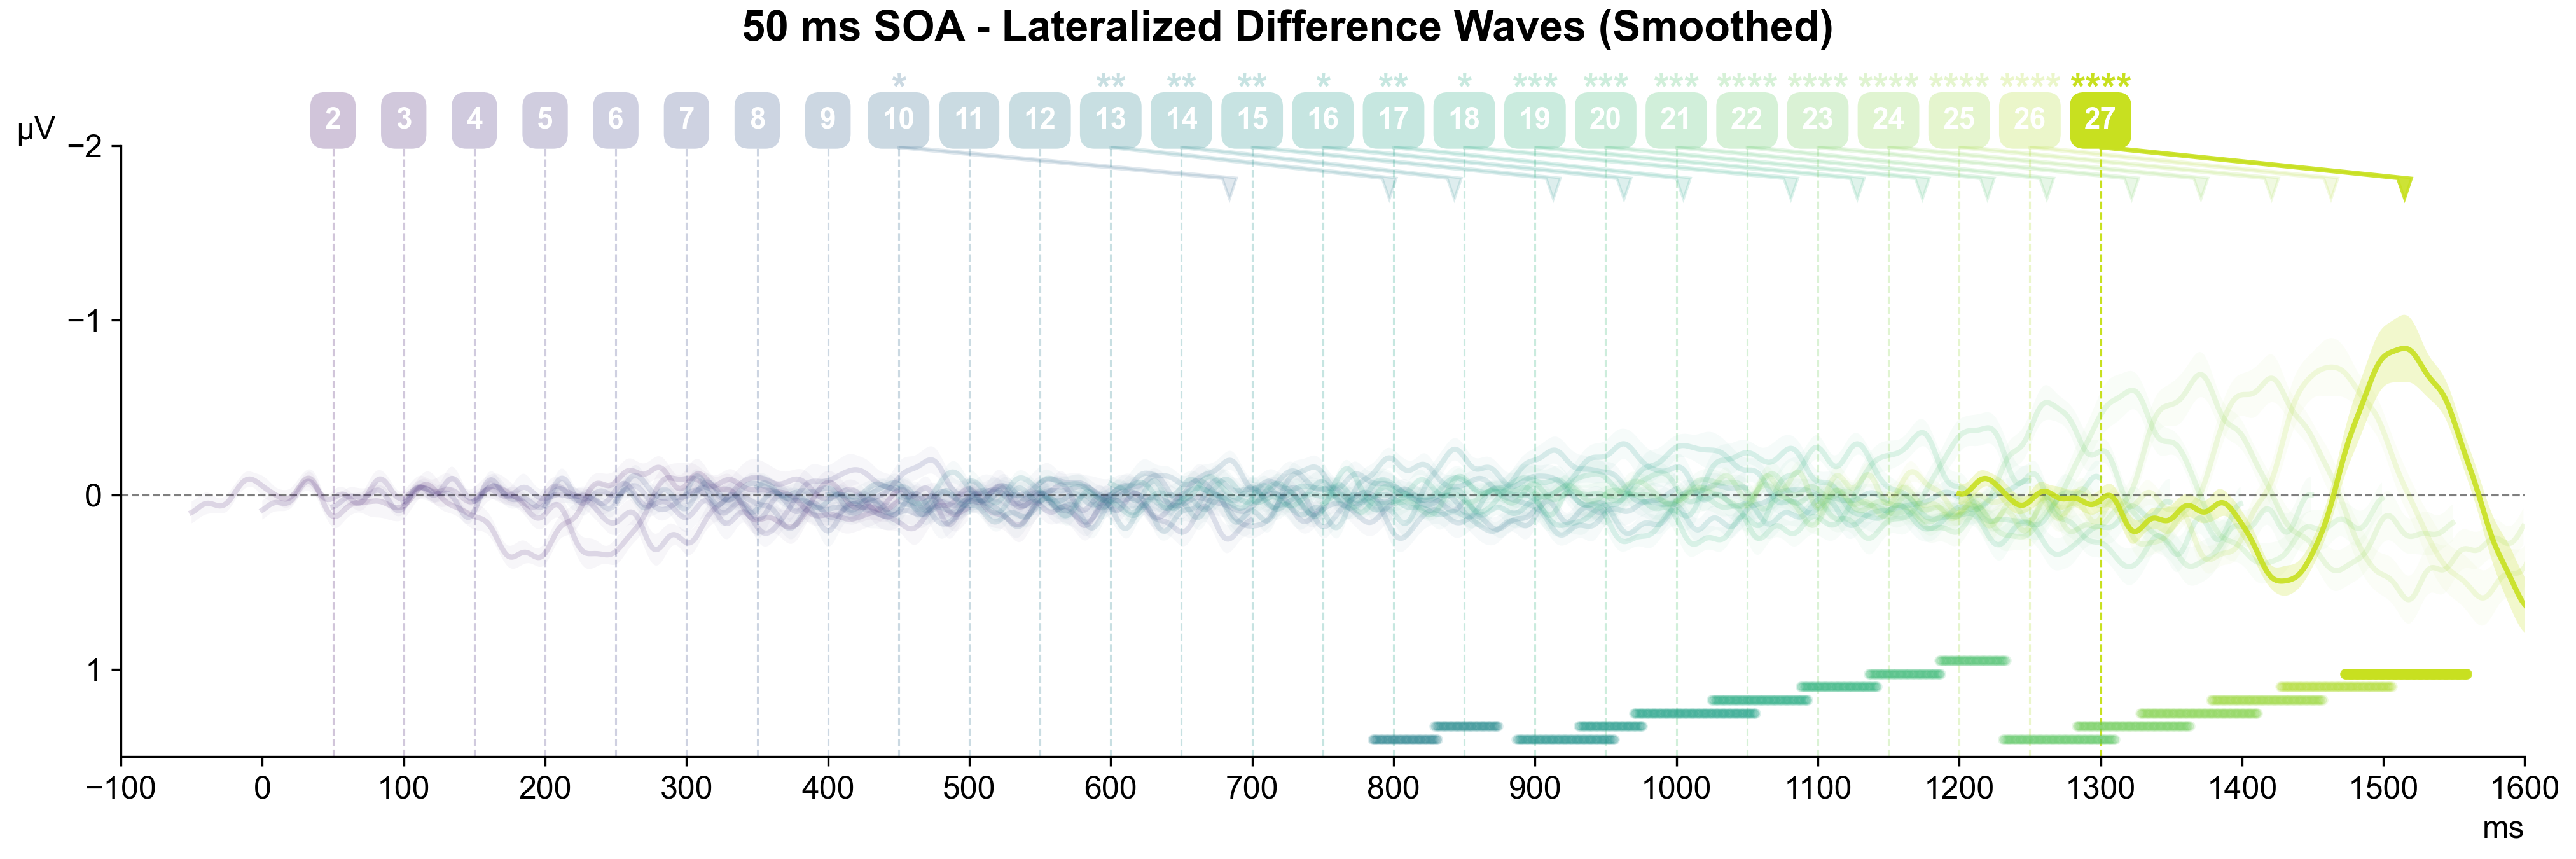 50 ms SOA - Lateralized Difference Waves (Smoothed)
* ** ** ** * ** * *** *** *** **** **** **** **** **** ****
2 3 4 5 6 7 8 9 10 11 12 13 14 15 16 17 18 19 20 21 22 23 24 25 26 27
µV
−2
−1
0
1
−100 0 100 200 300 400 500 600 700 800 900 1000 1100 1200 1300 1400 1500 1600
ms